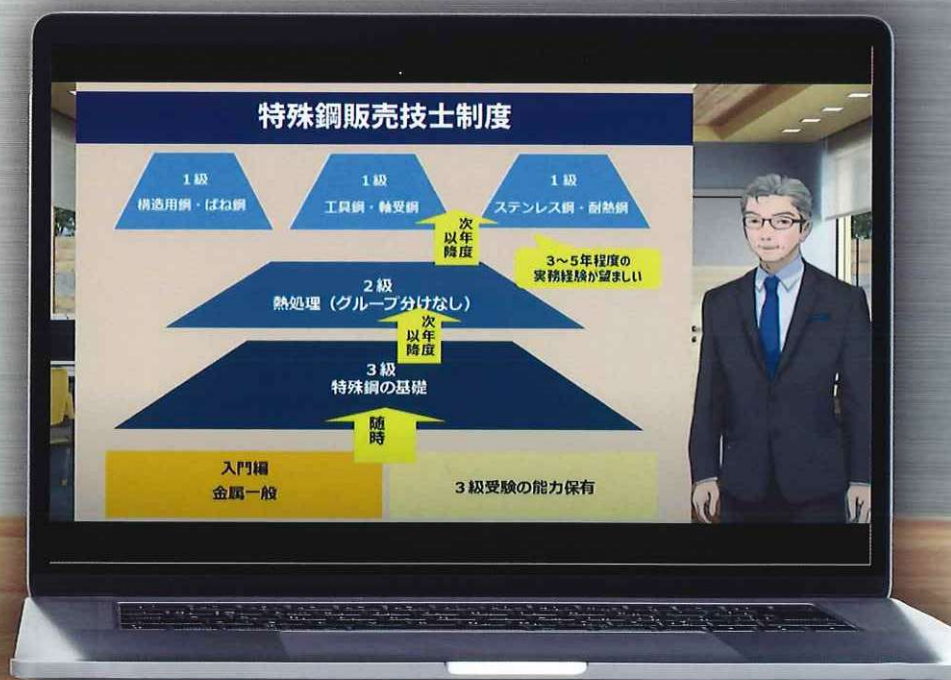 特殊鋼販売技士制度
1級
構造用鋼・ばね鋼
1級
工具鋼・軸受鋼
1級
ステンレス鋼・耐熱鋼
次年度
以降
3〜5年程度の
実務経験が望ましい
2級
熱処理（グループ分けなし）
次年度
以降
3級
特殊鋼の基礎
随時
入門編
金属一般
3級受験の能力保有